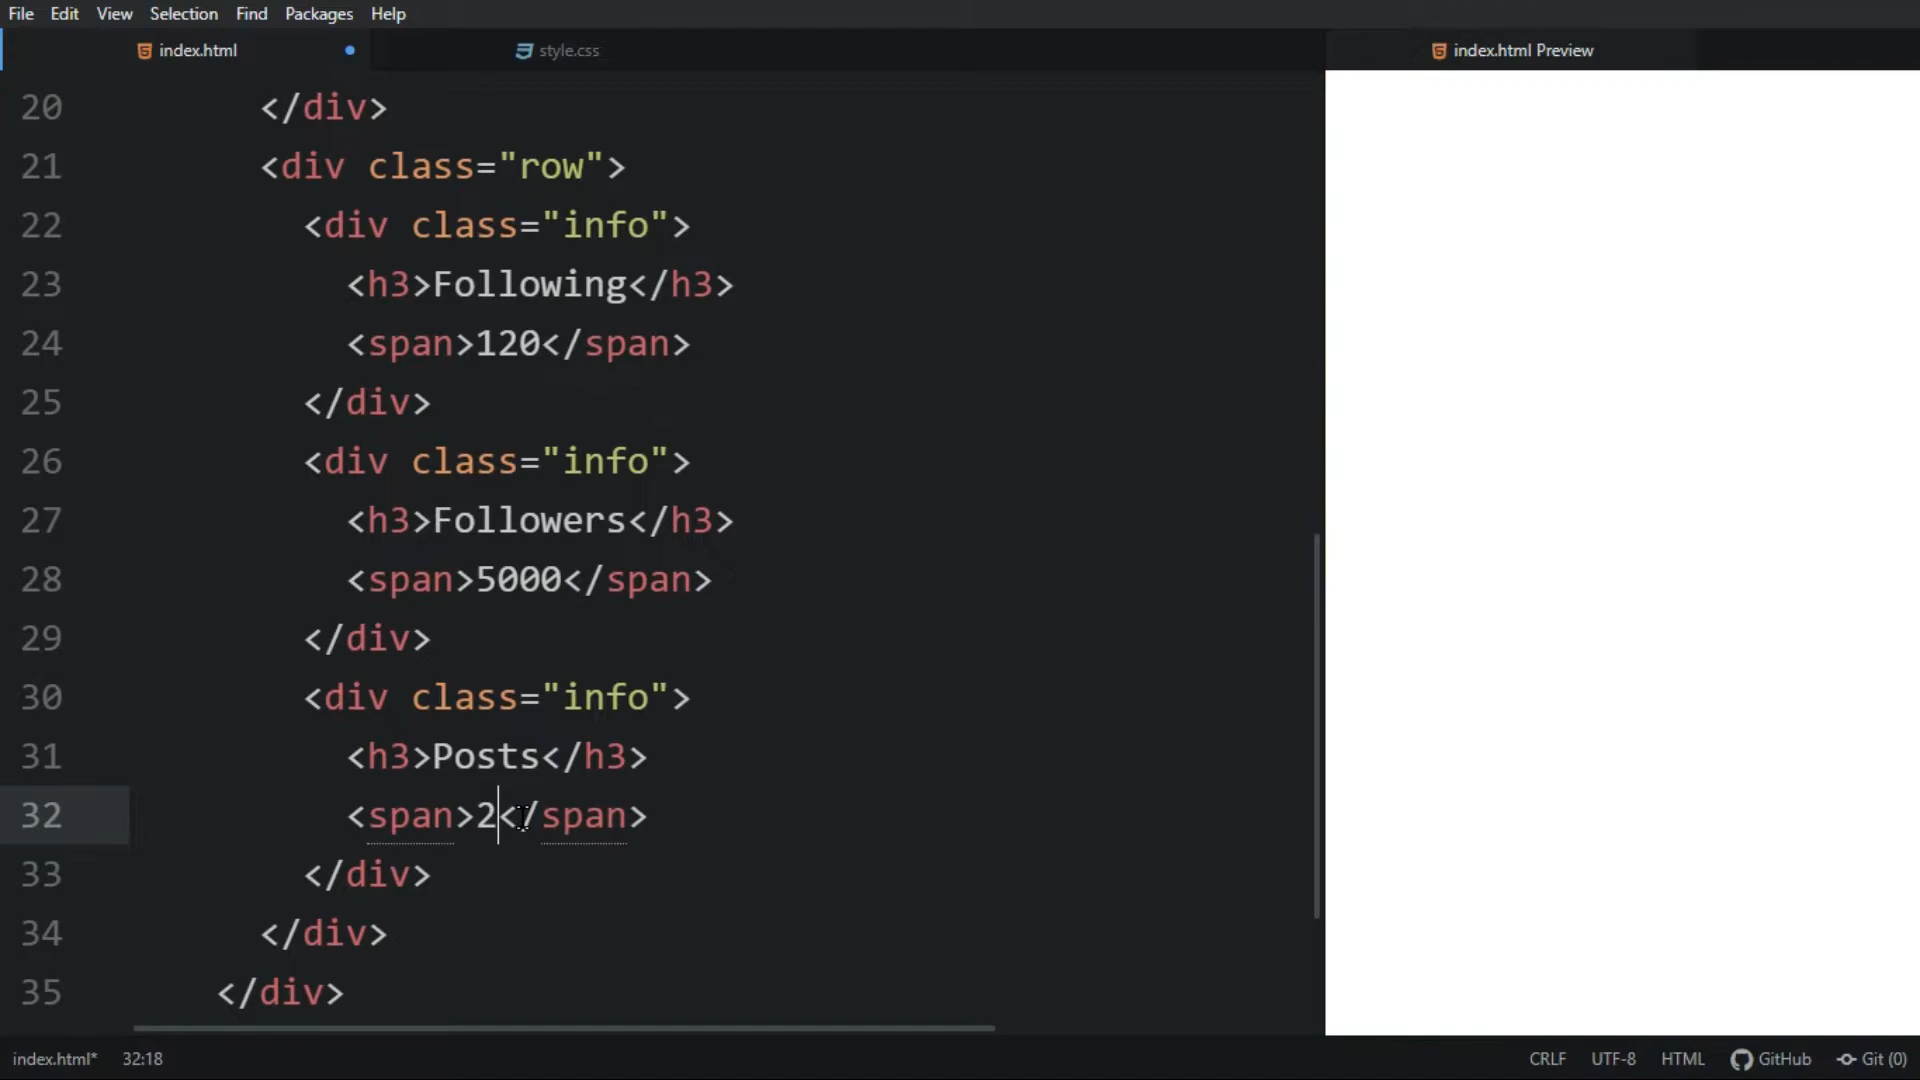 File Edit View Selection Find Packages Help
index.html style.css index.html Preview
20 </div>
21 <div class="row">
22 <div class="info">
23 <h3>Following</h3>
24 <span>120</span>
25 </div>
26 <div class="info">
27 <h3>Followers</h3>
28 <span>5000</span>
29 </div>
30 <div class="info">
31 <h3>Posts</h3>
32 <span>2</span>
33 </div>
34 </div>
35 </div>
index.html* 32:18 CRLF UTF-8 HTML GitHub Git (0)